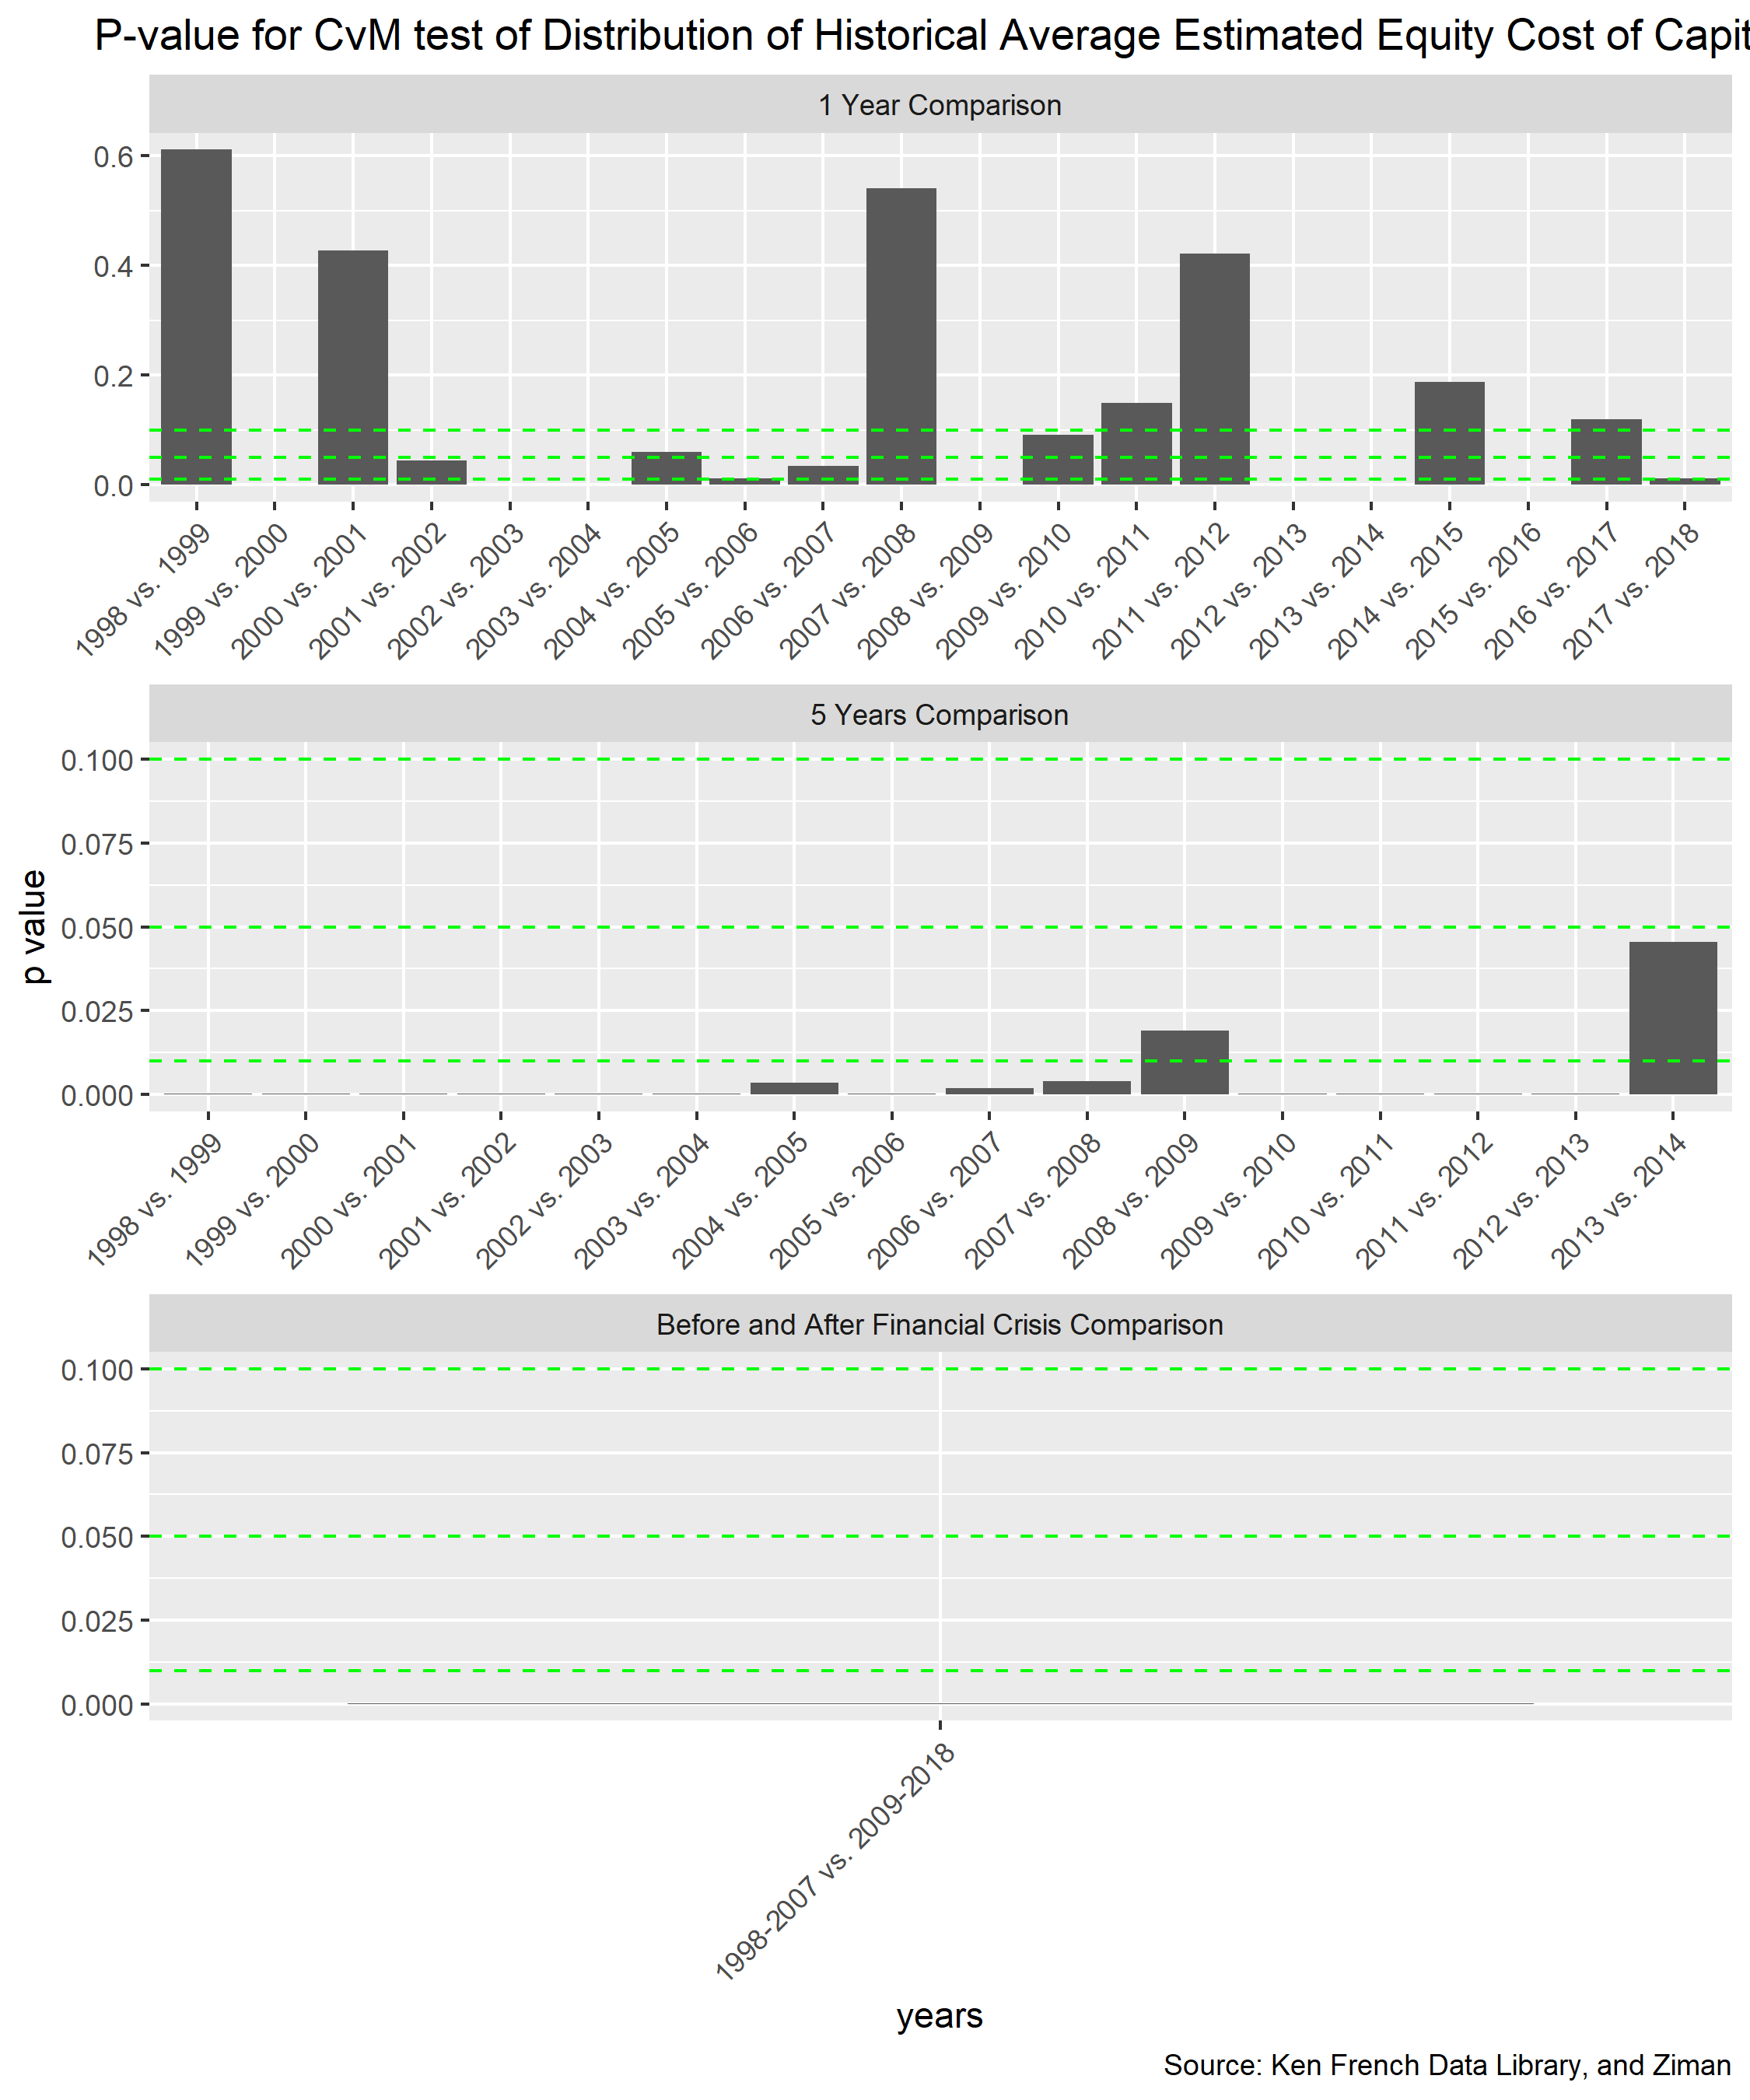 P-value for CvM test of Distribution of Historical Average Estimated Equity Cost of Capit
1 Year Comparison
0.6
0.4
0.2
0.0
1998 vs. 1999
1999 vs. 2000
2000 vs. 2001
2001 vs. 2002
2002 vs. 2003
2003 vs. 2004
2004 vs. 2005
2005 vs. 2006
2006 vs. 2007
2007 vs. 2008
2008 vs. 2009
2009 vs. 2010
2010 vs. 2011
2011 vs. 2012
2012 vs. 2013
2013 vs. 2014
2014 vs. 2015
2015 vs. 2016
2016 vs. 2017
2017 vs. 2018
p value
5 Years Comparison
0.100
0.075
0.050
0.025
0.000
1998 vs. 1999
1999 vs. 2000
2000 vs. 2001
2001 vs. 2002
2002 vs. 2003
2003 vs. 2004
2004 vs. 2005
2005 vs. 2006
2006 vs. 2007
2007 vs. 2008
2008 vs. 2009
2009 vs. 2010
2010 vs. 2011
2011 vs. 2012
2012 vs. 2013
2013 vs. 2014
Before and After Financial Crisis Comparison
0.100
0.075
0.050
0.025
0.000
1998-2007 vs. 2009-2018
years
Source: Ken French Data Library, and Ziman